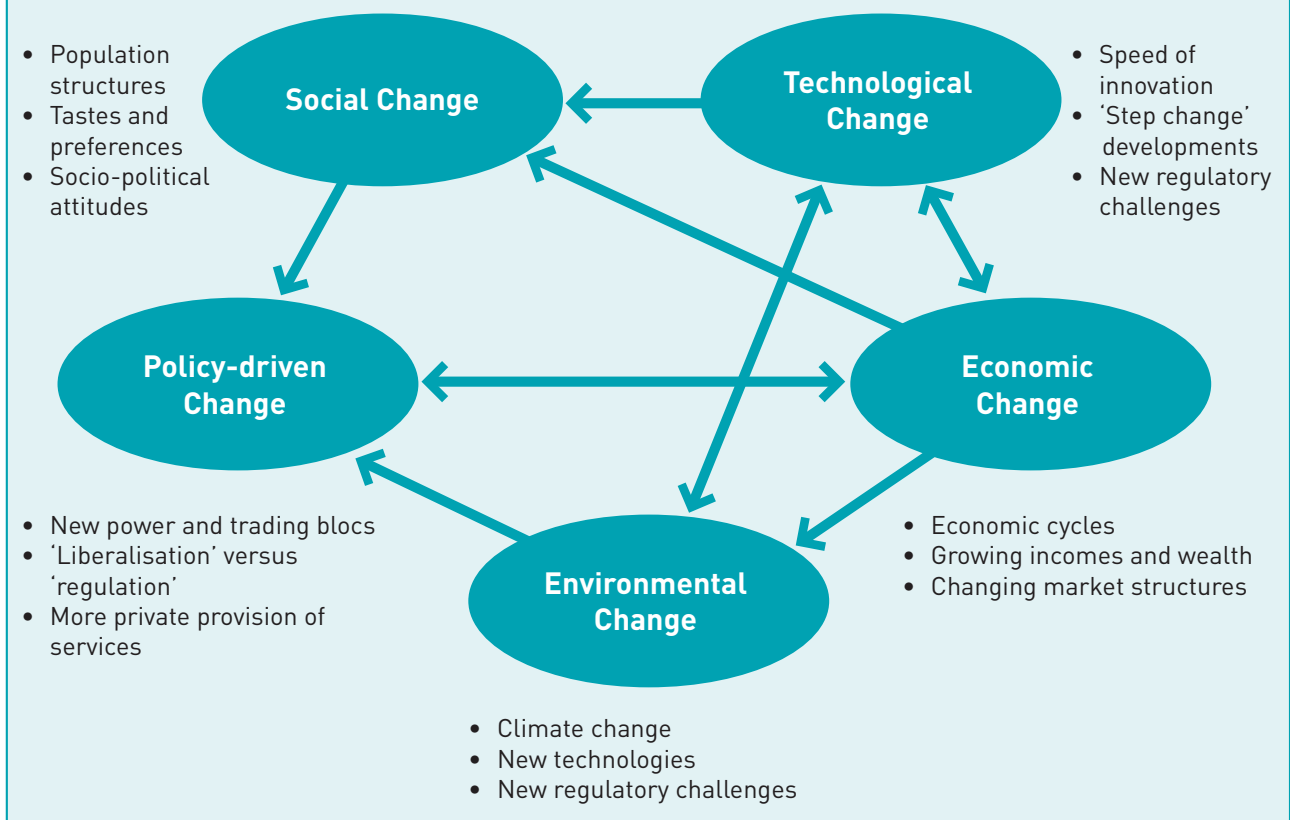 • Population
structures
• Tastes and
preferences
• Socio-political
attitudes
Social Change
Technological
Change
• Speed of
innovation
• ‘Step change’
developments
• New regulatory
challenges
Policy-driven
Change
Economic
Change
• New power and trading blocs
• ‘Liberalisation’ versus
‘regulation’
• More private provision of
services
Environmental
Change
• Economic cycles
• Growing incomes and wealth
• Changing market structures
• Climate change
• New technologies
• New regulatory challenges